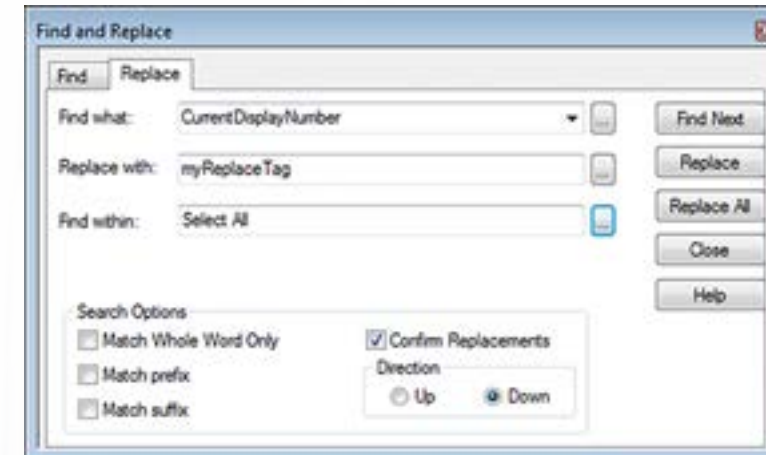 Find and Replace
Find Replace
Find what: CurrentDisplayNumber ... Find Next
Replace with: myReplaceTag ... Replace
Find within: Select All ... Replace All
Close
Help
Search Options
Match Whole Word Only Confirm Replacements
Match prefix Direction
Up Down
Match suffix